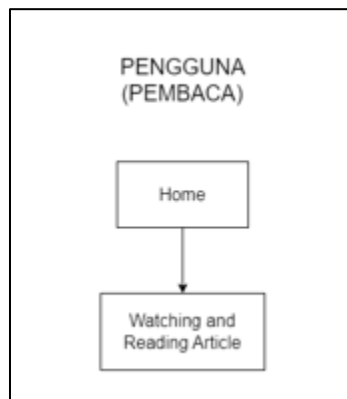 PENGGUNA
(PEMBACA)
Home
Watching and
Reading Article